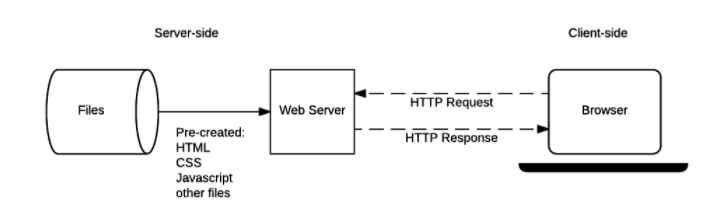 Server-side
Client-side
Files
Web Server
HTTP Request
Browser
HTTP Response
Pre-created:
HTML
CSS
Javascript
other files